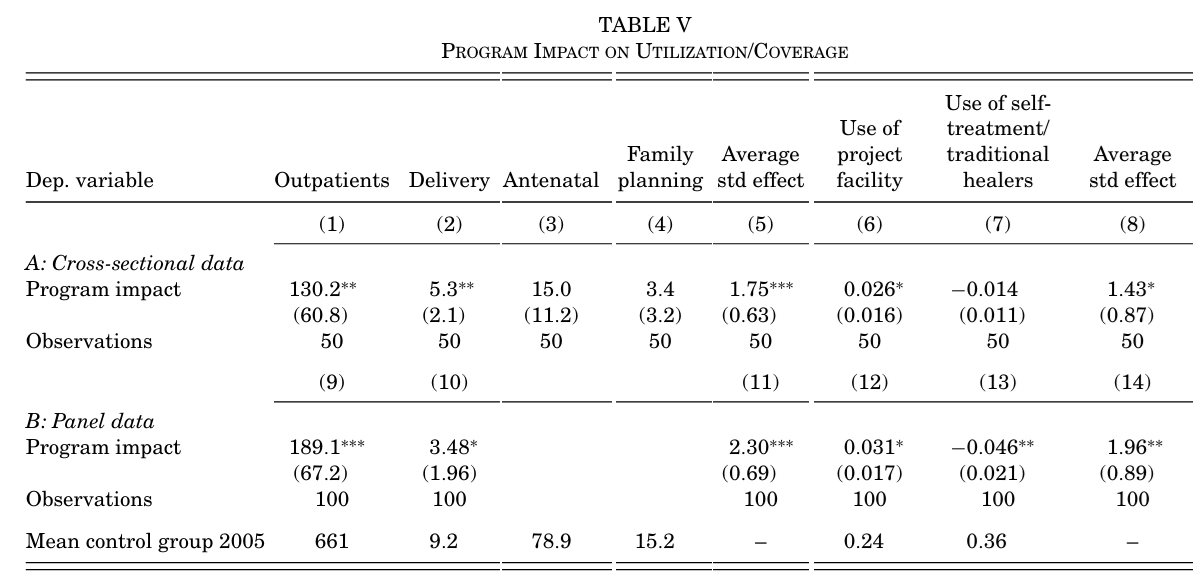 TABLE V
PROGRAM IMPACT ON UTILIZATION/COVERAGE
Use of self-
Use of treatment/
Family Average project traditional Average
Dep. variable Outpatients Delivery Antenatal planning std effect facility healers std effect
(1) (2) (3) (4) (5) (6) (7) (8)
A: Cross-sectional data
Program impact 130.2** 5.3** 15.0 3.4 1.75*** 0.026* −0.014 1.43*
(60.8) (2.1) (11.2) (3.2) (0.63) (0.016) (0.011) (0.87)
Observations 50 50 50 50 50 50 50 50
(9) (10) (11) (12) (13) (14)
B: Panel data
Program impact 189.1*** 3.48* 2.30*** 0.031* −0.046** 1.96**
(67.2) (1.96) (0.69) (0.017) (0.021) (0.89)
Observations 100 100 100 100 100 100
Mean control group 2005 661 9.2 78.9 15.2 – 0.24 0.36 –